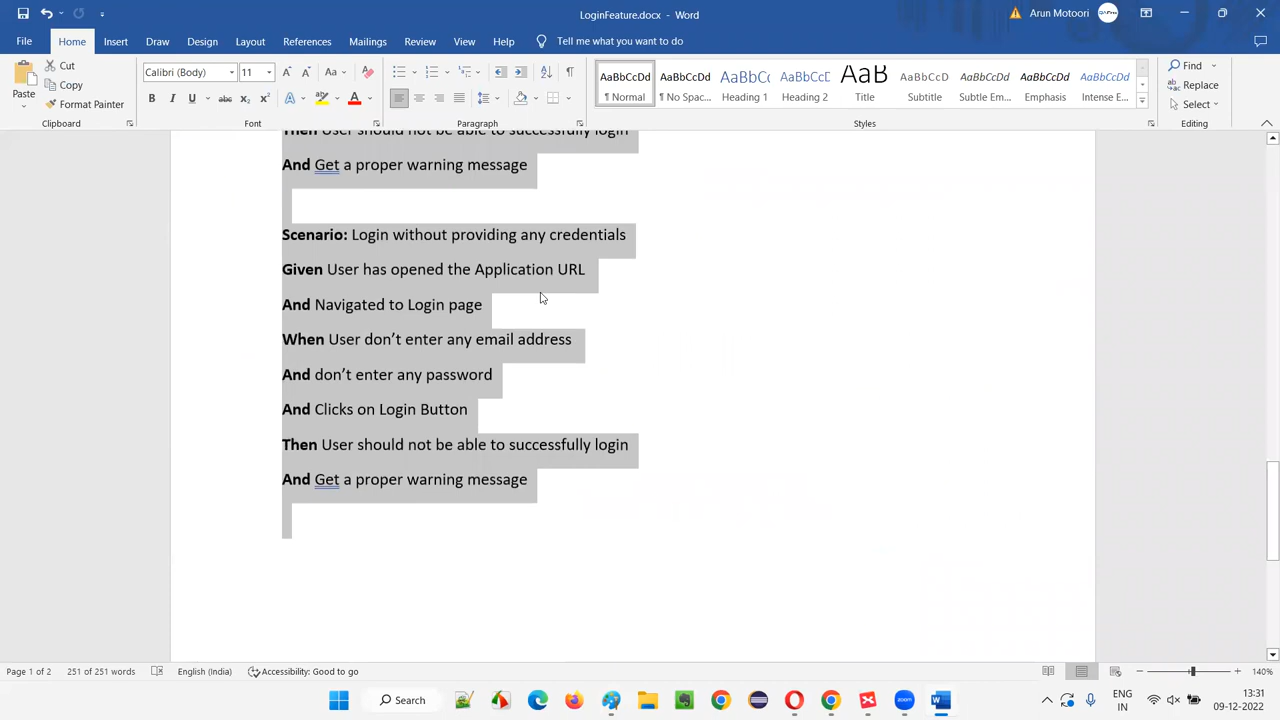 LoginFeature.docx - Word
Arun Motoori
File Home Insert Draw Design Layout References Mailings Review View Help Tell me what you want to do
Paste
Cut
Copy
Format Painter
Clipboard
Calibri (Body) 11
Font
Paragraph
AaBbCcDd AaBbCcDd AaBbCc AaBbCcD AaB AaBbCcDd AaBbCcDd AaBbCcDd AaBbCcDd
¶ Normal ¶ No Spac... Heading 1 Heading 2 Title Subtitle Subtle Em... Emphasis Intense E...
Styles
Find
Replace
Select
Editing
Then User should not be able to successfully login
And Get a proper warning message
Scenario: Login without providing any credentials
Given User has opened the Application URL
And Navigated to Login page
When User don’t enter any email address
And don’t enter any password
And Clicks on Login Button
Then User should not be able to successfully login
And Get a proper warning message
Page 1 of 2 251 of 251 words English (India) Accessibility: Good to go 140%
Search
ENG
IN
13:31
09-12-2022